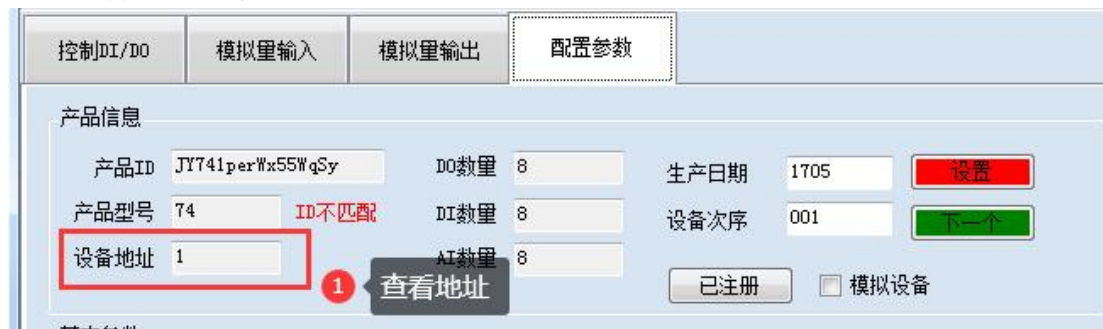 控制DI/DO 模拟量输入 模拟量输出 配置参数
产品信息
产品ID JY741perWx55WqSy DO数量 8 生产日期 1705 设置
产品型号 74 ID不匹配 DI数量 8 设备次序 001 下一个
设备地址 1 AI数量 8
1 查看地址 已注册 模拟设备